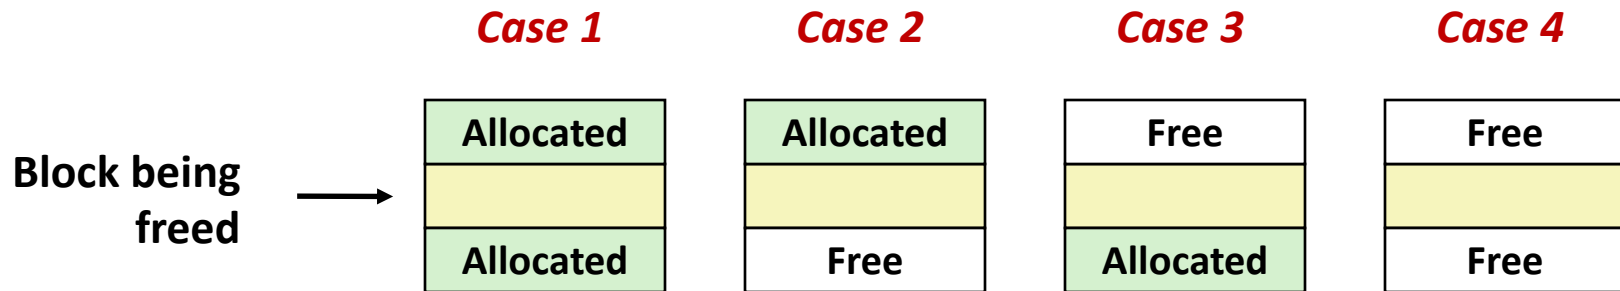 Case 1 Case 2 Case 3 Case 4
Allocated Allocated Free Free
Block being
freed
Allocated Free Allocated Free